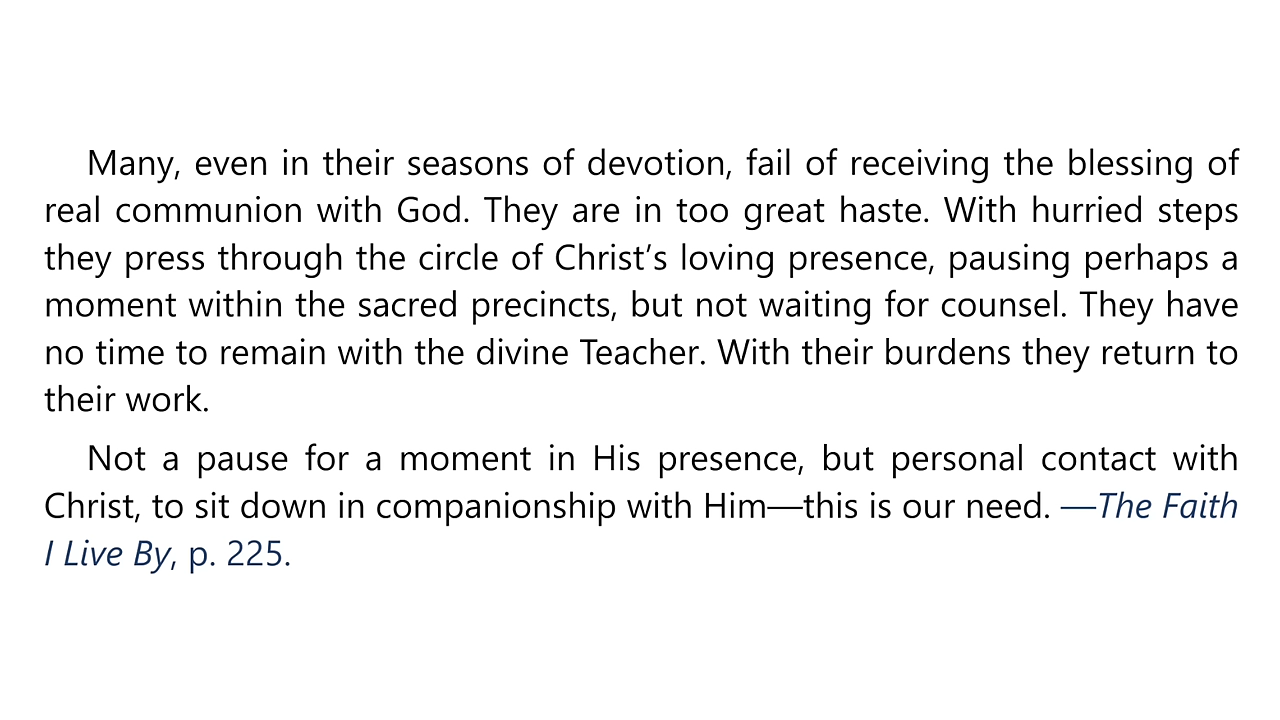 Many, even in their seasons of devotion, fail of receiving the blessing of
real communion with God. They are in too great haste. With hurried steps
they press through the circle of Christ’s loving presence, pausing perhaps a
moment within the sacred precincts, but not waiting for counsel. They have
no time to remain with the divine Teacher. With their burdens they return to
their work.
Not a pause for a moment in His presence, but personal contact with
Christ, to sit down in companionship with Him—this is our need. —The Faith
I Live By, p. 225.